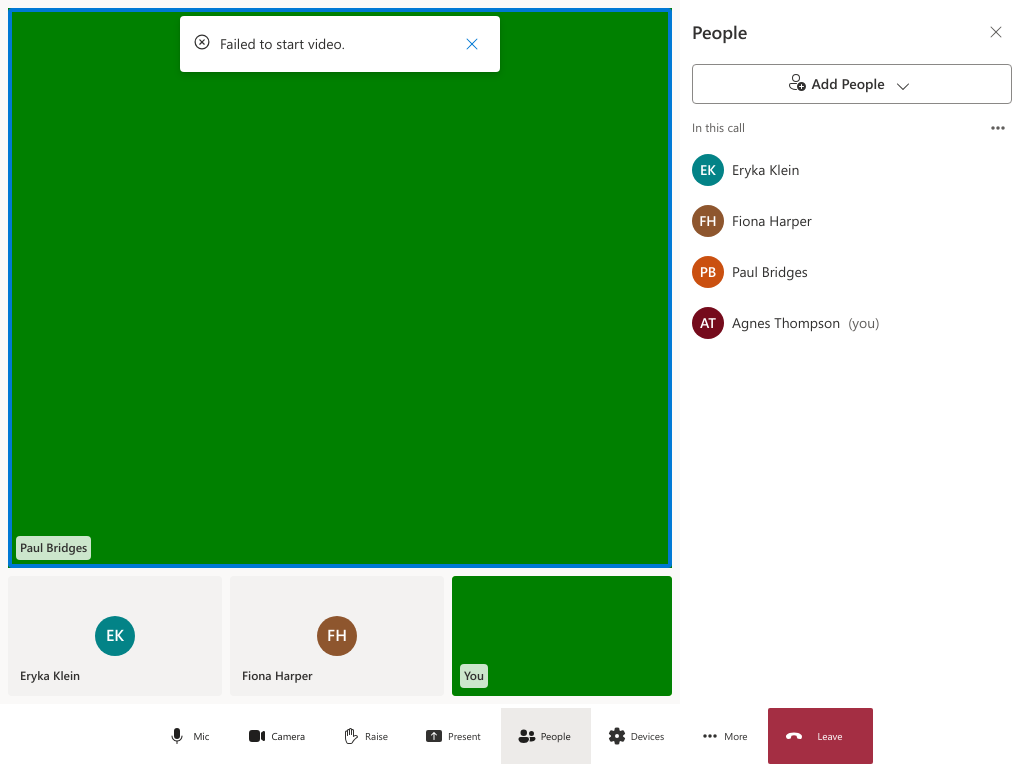 Failed to start video.
Paul Bridges
EK
Eryka Klein
FH
Fiona Harper
You
People
Add People
In this call
EK
Eryka Klein
FH
Fiona Harper
PB
Paul Bridges
AT
Agnes Thompson (you)
Mic
Camera
Raise
Present
People
Devices
More
Leave